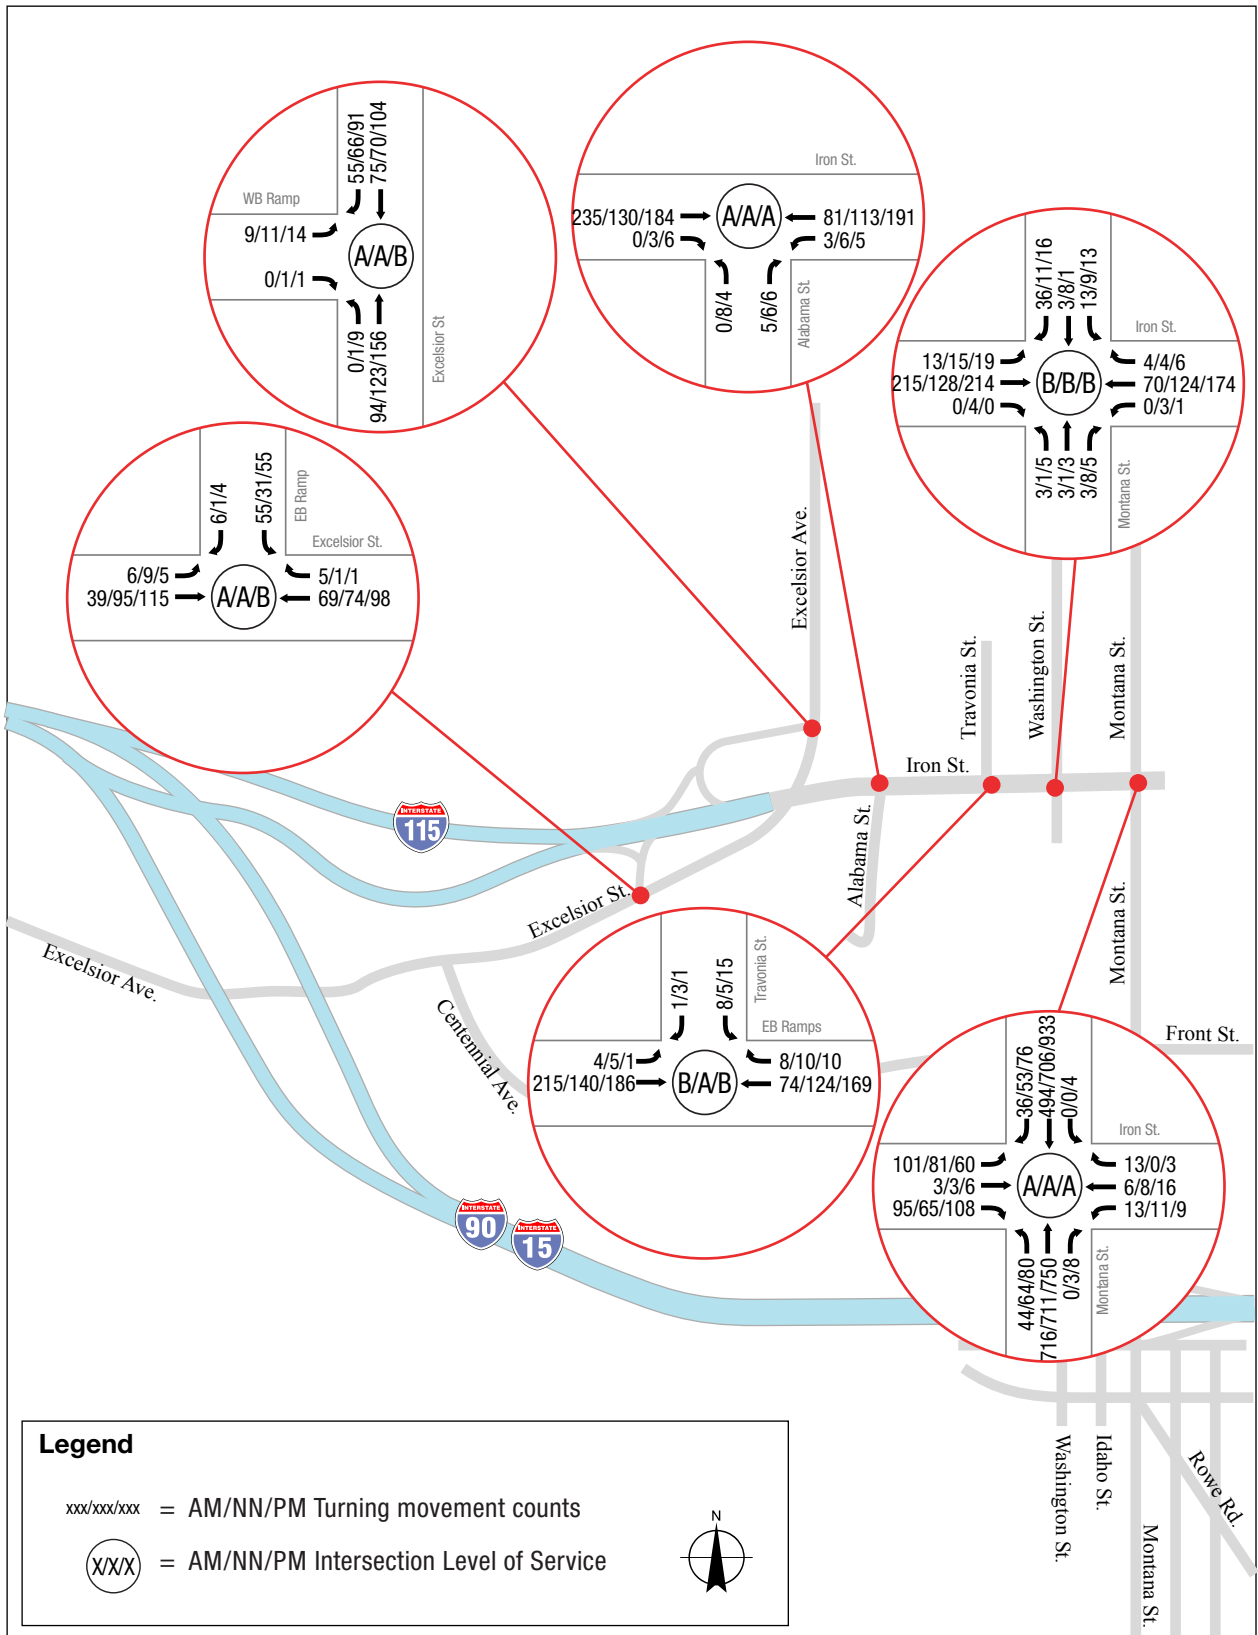 55/66/91
75/70/104
WB Ramp
9/11/14
A/A/B
0/1/1
0/1/9
94/123/156
Excelsior St
Iron St.
235/130/184
0/3/6
A/A/A
81/113/191
3/6/5
0/8/4
5/6/6
Alabama St.
36/11/16
3/8/1
13/9/13
Iron St.
13/15/19
215/128/214
0/4/0
B/B/B
4/4/6
70/124/174
0/3/1
3/1/5
3/1/3
3/8/5
Montana St.
6/1/4
55/31/55
EB Ramp
Excelsior St.
6/9/5
39/95/115
A/A/B
5/1/1
69/74/98
Excelsior Ave.
Travonia St.
Washington St.
Montana St.
Iron St.
INTERSTATE
115
Alabama St.
Excelsior St.
Excelsior Ave.
Centennial Ave.
Montana St.
Front St.
1/3/1
8/5/15
Travonia St.
EB Ramps
4/5/1
215/140/186
B/A/B
8/10/10
74/124/169
36/53/76
494/706/933
0/0/4
Iron St.
101/81/60
3/3/6
95/65/108
A/A/A
13/0/3
6/8/16
13/11/9
44/64/80
716/711/750
0/3/8
Montana St.
INTERSTATE
90
INTERSTATE
15
Washington St.
Idaho St.
Montana St.
Rowe Rd.
Legend
xxx/xxx/xxx = AM/NN/PM Turning movement counts
X/X/X = AM/NN/PM Intersection Level of Service
N